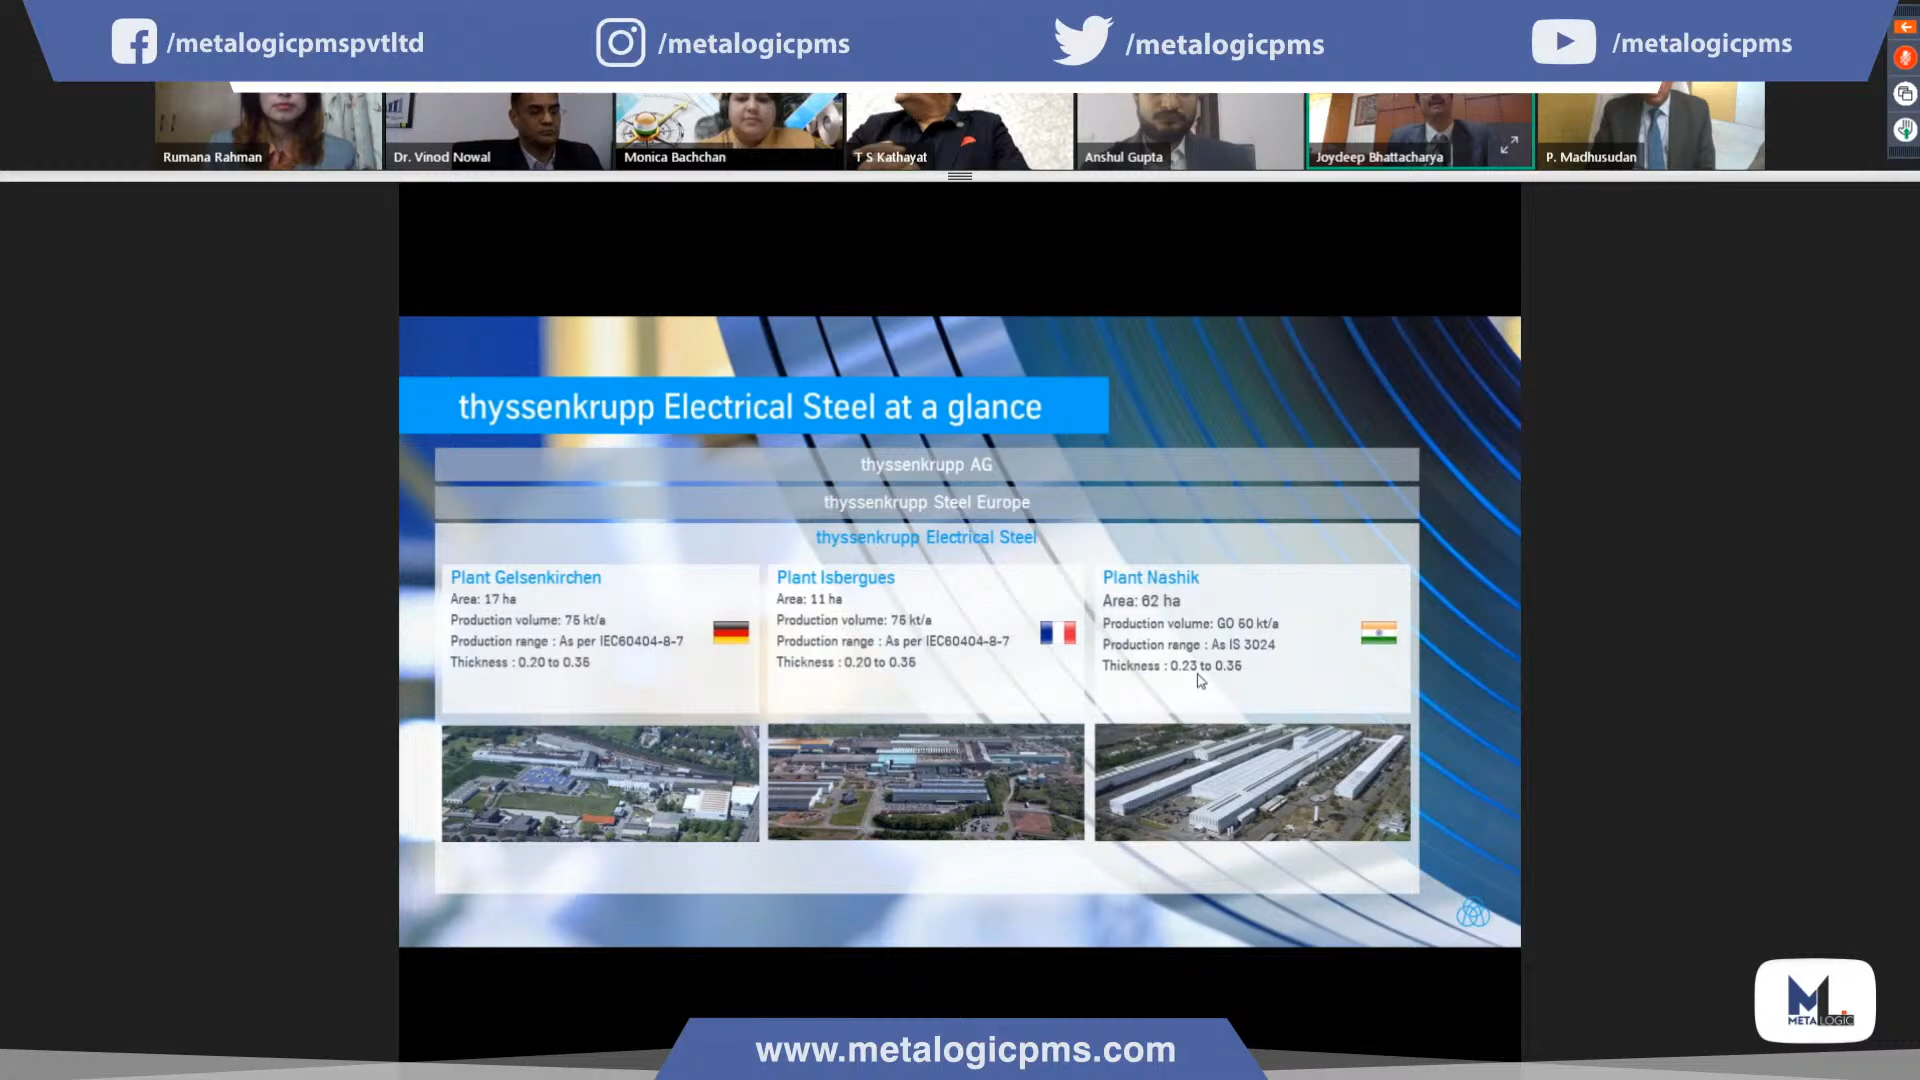 /metalogicpmspvtltd
/metalogicpms
/metalogicpms
/metalogicpms
Rumana Rahman
Dr. Vinod Nowal
Monica Bachchan
T S Kathayat
Anshul Gupta
Joydeep Bhattacharya
P. Madhusudan
thyssenkrupp Electrical Steel at a glance
thyssenkrupp AG
thyssenkrupp Steel Europe
thyssenkrupp Electrical Steel
Plant Gelsenkirchen
Area: 17 ha
Production volume: 75 kt/a
Production range : As per IEC60404-8-7
Thickness : 0.20 to 0.35
Plant Isbergues
Area: 11 ha
Production volume: 75 kt/a
Production range : As per IEC60404-8-7
Thickness : 0.20 to 0.35
Plant Nashik
Area: 62 ha
Production volume: GO 50 kt/a
Production range : As IS 3024
Thickness : 0.23 to 0.35
ML
METALOGIC
www.metalogicpms.com